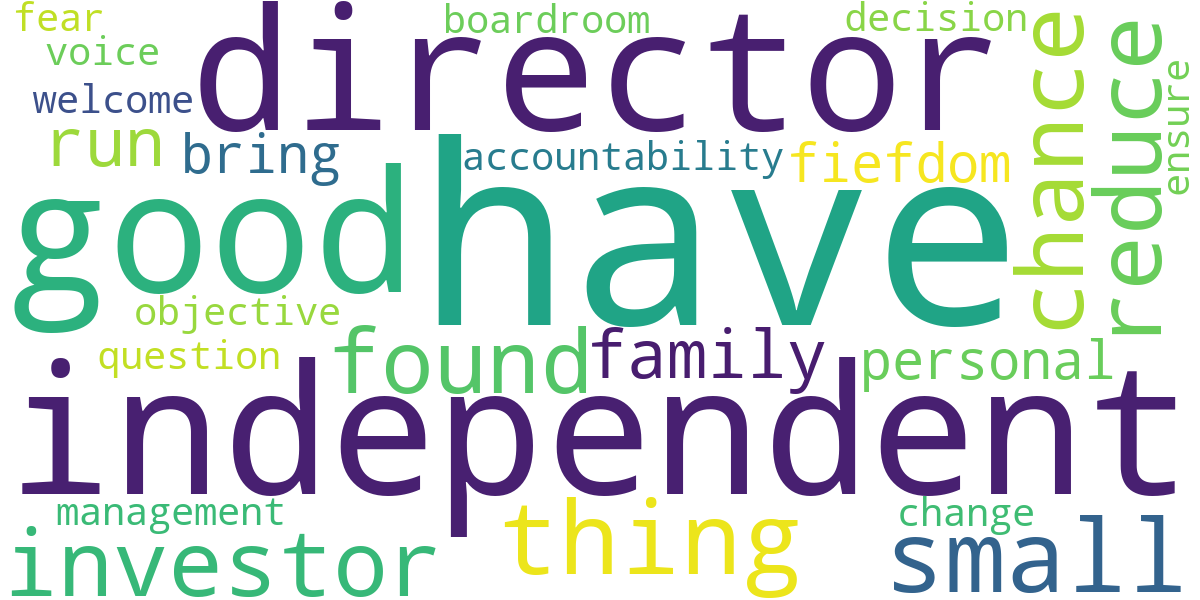 fear
boardroom
decision
director
voice
welcome
chance
reduce
ensure
run
bring
accountability
fiefdom
good
have
objective
question
found
family
personal
independent
management
change
investor
thing
small